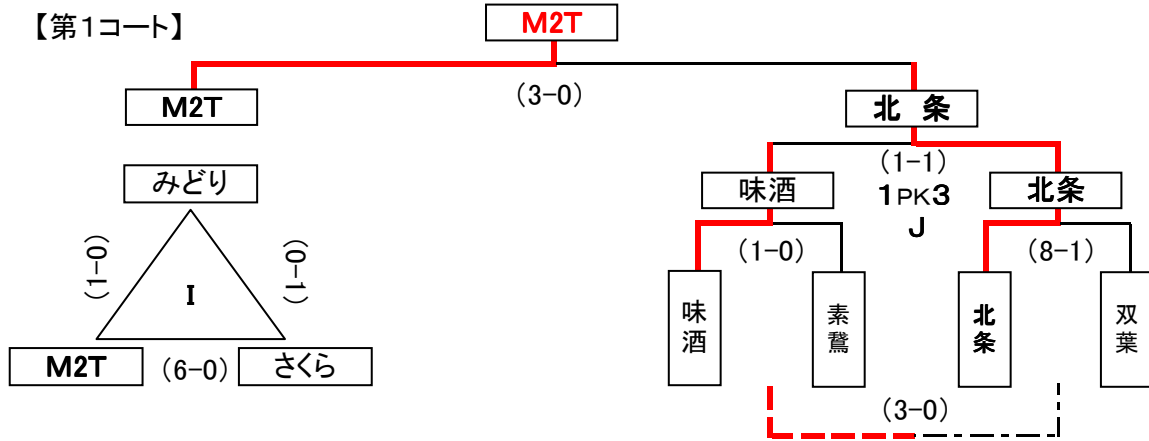 【第1コート】
M2T
(3-0)
M2T
北 条
みどり
(1-0)
(0-1)
I
M2T
(6-0)
さくら
(1-1)
1PK3
J
味酒
北条
(1-0)
(8-1)
味酒
素鵞
北条
双葉
(3-0)